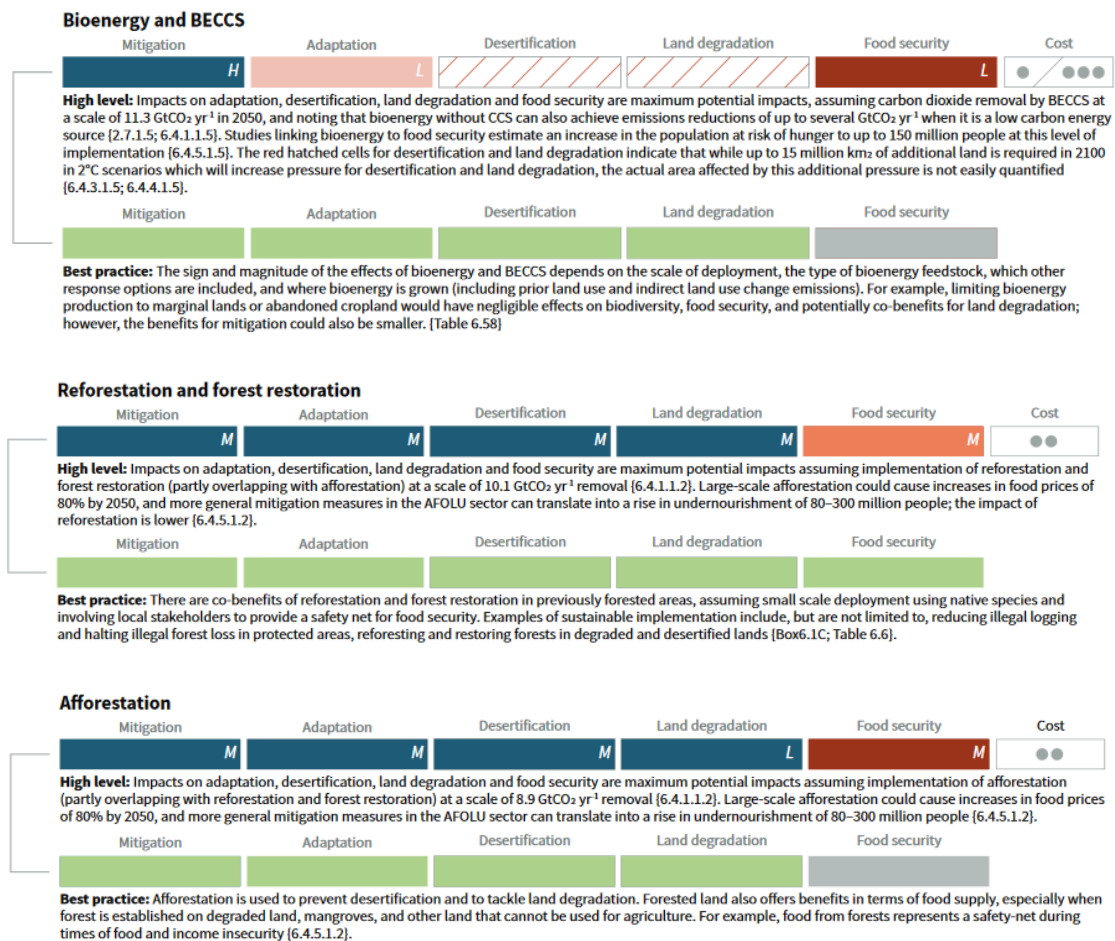 Bioenergy and BECCS
Mitigation Adaptation Desertification Land degradation Food security Cost
H L L
High level: Impacts on adaptation, desertification, land degradation and food security are maximum potential impacts, assuming carbon dioxide removal by BECCS at
a scale of 11.3 GtCO₂ yr⁻¹ in 2050, and noting that bioenergy without CCS can also achieve emissions reductions of up to several GtCO₂ yr⁻¹ when it is a low carbon energy
source {2.7.1.5; 6.4.1.1.5}. Studies linking bioenergy to food security estimate an increase in the population at risk of hunger to up to 150 million people at this level of
implementation {6.4.5.1.5}. The red hatched cells for desertification and land degradation indicate that while up to 15 million km₂ of additional land is required in 2100
in 2°C scenarios which will increase pressure for desertification and land degradation, the actual area affected by this additional pressure is not easily quantified
{6.4.3.1.5; 6.4.4.1.5}.
Mitigation Adaptation Desertification Land degradation Food security
Best practice: The sign and magnitude of the effects of bioenergy and BECCS depends on the scale of deployment, the type of bioenergy feedstock, which other
response options are included, and where bioenergy is grown (including prior land use and indirect land use change emissions). For example, limiting bioenergy
production to marginal lands or abandoned cropland would have negligible effects on biodiversity, food security, and potentially co-benefits for land degradation;
however, the benefits for mitigation could also be smaller. {Table 6.58}
Reforestation and forest restoration
Mitigation Adaptation Desertification Land degradation Food security Cost
M M M M M
High level: Impacts on adaptation, desertification, land degradation and food security are maximum potential impacts assuming implementation of reforestation and
forest restoration (partly overlapping with afforestation) at a scale of 10.1 GtCO₂ yr⁻¹ removal {6.4.1.1.2}. Large-scale afforestation could cause increases in food prices of
80% by 2050, and more general mitigation measures in the AFOLU sector can translate into a rise in undernourishment of 80–300 million people; the impact of
reforestation is lower {6.4.5.1.2}.
Mitigation Adaptation Desertification Land degradation Food security
Best practice: There are co-benefits of reforestation and forest restoration in previously forested areas, assuming small scale deployment using native species and
involving local stakeholders to provide a safety net for food security. Examples of sustainable implementation include, but are not limited to, reducing illegal logging
and halting illegal forest loss in protected areas, reforesting and restoring forests in degraded and desertified lands {Box6.1C; Table 6.6}.
Afforestation
Mitigation Adaptation Desertification Land degradation Food security Cost
M M M L M
High level: Impacts on adaptation, desertification, land degradation and food security are maximum potential impacts assuming implementation of afforestation
(partly overlapping with reforestation and forest restoration) at a scale of 8.9 GtCO₂ yr⁻¹ removal {6.4.1.1.2}. Large-scale afforestation could cause increases in food prices
of 80% by 2050, and more general mitigation measures in the AFOLU sector can translate into a rise in undernourishment of 80–300 million people {6.4.5.1.2}.
Mitigation Adaptation Desertification Land degradation Food security
Best practice: Afforestation is used to prevent desertification and to tackle land degradation. Forested land also offers benefits in terms of food supply, especially when
forest is established on degraded land, mangroves, and other land that cannot be used for agriculture. For example, food from forests represents a safety-net during
times of food and income insecurity {6.4.5.1.2}.